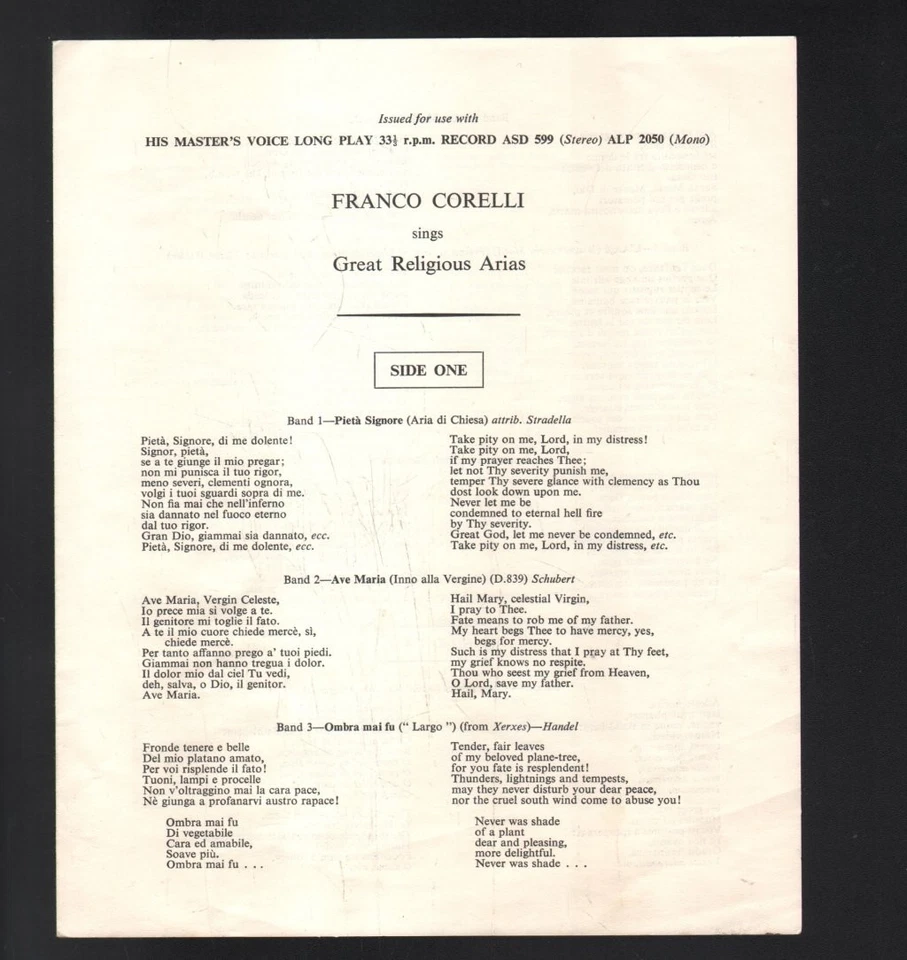 Issued for use with
HIS MASTER'S VOICE LONG PLAY 33⅓ r.p.m. RECORD ASD 599 (Stereo) ALP 2050 (Mono)
FRANCO CORELLI
sings
Great Religious Arias
SIDE ONE
Band 1—Pietà Signore (Aria di Chiesa) attrib. Stradella
Pietà, Signore, di me dolente!
Signor, pietà,
se a te giunge il mio pregar;
non mi punisca il tuo rigor,
meno severi, clementi ognora,
volgi i tuoi sguardi sopra di me.
Non fia mai che nell'inferno
sia dannato nel fuoco eterno
dal tuo rigor.
Gran Dio, giammai sia dannato, ecc.
Pietà, Signore, di me dolente, ecc.
Take pity on me, Lord, in my distress!
Take pity on me, Lord,
if my prayer reaches Thee;
let not Thy severity punish me,
temper Thy severe glance with clemency as Thou
dost look down upon me.
Never let me be
condemned to eternal hell fire
by Thy severity.
Great God, let me never be condemned, etc.
Take pity on me, Lord, in my distress, etc.
Band 2—Ave Maria (Inno alla Vergine) (D.839) Schubert
Ave Maria, Vergin Celeste,
Io prece mia si volge a te.
Il genitore mi toglie il fato.
A te il mio cuore chiede mercè, sì,
chiede mercè.
Per tanto affanno prego a' tuoi piedi.
Giammai non hanno tregua i dolor.
Il dolor mio dal ciel Tu vedi,
deh, salva, o Dio, il genitor.
Ave Maria.
Hail Mary, celestial Virgin,
I pray to Thee.
Fate means to rob me of my father.
My heart begs Thee to have mercy, yes,
begs for mercy.
Such is my distress that I pray at Thy feet,
my grief knows no respite.
Thou who seest my grief from Heaven,
O Lord, save my father.
Hail, Mary.
Band 3—Ombra mai fu (" Largo ") (from Xerxes)—Handel
Fronde tenere e belle
Del mio platano amato,
Per voi risplende il fato!
Tuoni, lampi e procelle
Non v'oltraggino mai la cara pace,
Nè giunga a profanarvi austro rapace!
Ombra mai fu
Di vegetabile
Cara ed amabile,
Soave più.
Ombra mai fu . . .
Tender, fair leaves
of my beloved plane-tree,
for you fate is resplendent!
Thunders, lightnings and tempests,
may they never disturb your dear peace,
nor the cruel south wind come to abuse you!
Never was shade
of a plant
dear and pleasing,
more delightful.
Never was shade . . .